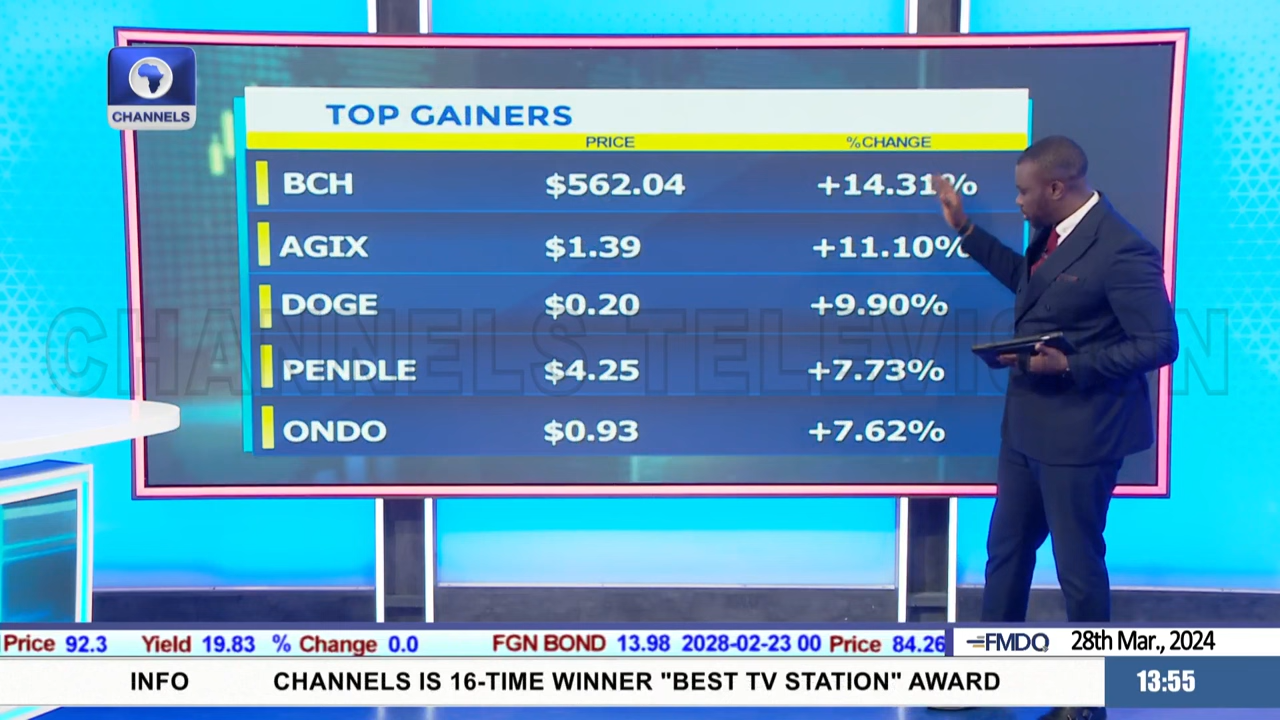 CHANNELS
TOP GAINERS
PRICE %CHANGE
BCH $562.04 +14.31%
AGIX $1.39 +11.10%
DOGE $0.20 +9.90%
PENDLE $4.25 +7.73%
ONDO $0.93 +7.62%
CHANNELS TELEVISION
Price 92.3 Yield 19.83 % Change 0.0 FGN BOND 13.98 2028-02-23 00 Price 84.26
FMDQ 28th Mar., 2024
INFO CHANNELS IS 16-TIME WINNER "BEST TV STATION" AWARD 13:55